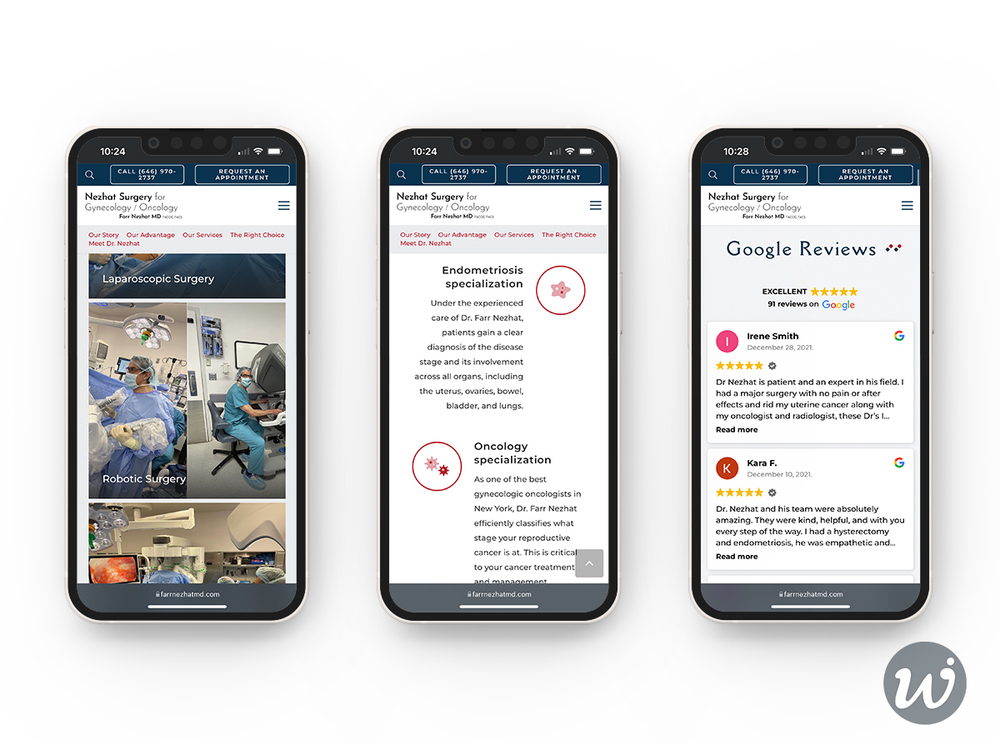 10:24
CALL (646) 970-
2737
REQUEST AN
APPOINTMENT
Nezhat Surgery for
Gynecology / Oncology
Farr Nezhat MD FACOG, FACS
Our Story Our Advantage Our Services The Right Choice
Meet Dr. Nezhat
Laparoscopic Surgery
Robotic Surgery
farrnezhatmd.com
10:24
CALL (646) 970-
2737
REQUEST AN
APPOINTMENT
Nezhat Surgery for
Gynecology / Oncology
Farr Nezhat MD FACOG, FACS
Our Story Our Advantage Our Services The Right Choice
Meet Dr. Nezhat
Endometriosis
specialization
Under the experienced
care of Dr. Farr Nezhat,
patients gain a clear
diagnosis of the disease
stage and its involvement
across all organs, including
the uterus, ovaries, bowel,
bladder, and lungs.
Oncology
specialization
As one of the best
gynecologic oncologists in
New York, Dr. Farr Nezhat
efficiently classifies what
stage your reproductive
cancer is at. This is critical
to your cancer treatment
and management
farrnezhatmd.com
10:28
CALL (646) 970-
2737
REQUEST AN
APPOINTMENT
Nezhat Surgery for
Gynecology / Oncology
Farr Nezhat MD FACOG, FACS
Google Reviews
EXCELLENT
91 reviews on Google
I
Irene Smith
December 28, 2021.
Dr Nezhat is patient and an expert in his field. I
had a major surgery with no pain or after
effects and rid my uterine cancer along with
my oncologist and radiologist, these Dr's I...
Read more
K
Kara F.
December 10, 2021.
Dr. Nezhat and his team were absolutely
amazing. They were kind, helpful, and with you
every step of the way. I had a hysterectomy
and endometriosis, he was empathetic and...
Read more
farrnezhatmd.com
w